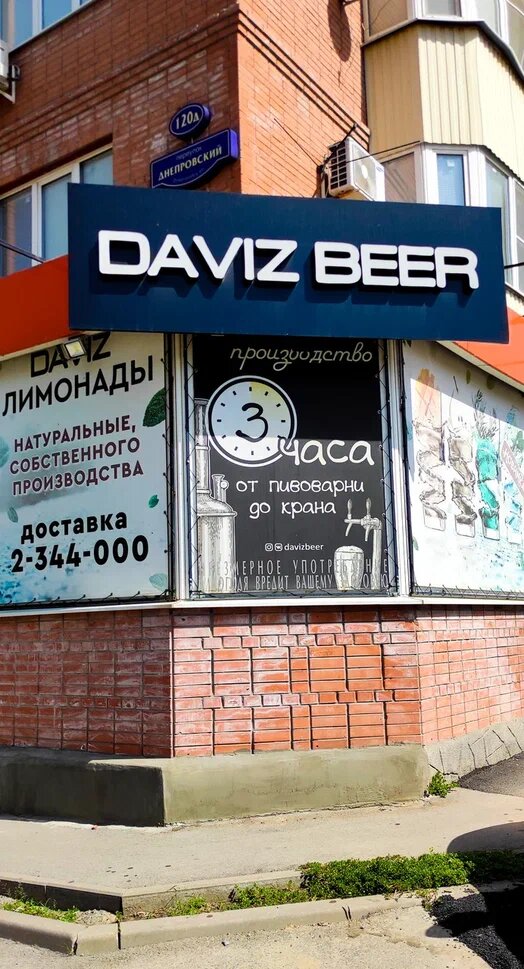 120д
переулок
ДНЕПРОВСКИЙ
DAVIZ BEER
DAVIZ
ЛИМОНАДЫ
НАТУРАЛЬНЫЕ,
СОБСТВЕННОГО
ПРОИЗВОДСТВА
доставка
2-344-000
производство
3
часа
от пивоварни
до крана
davizbeer